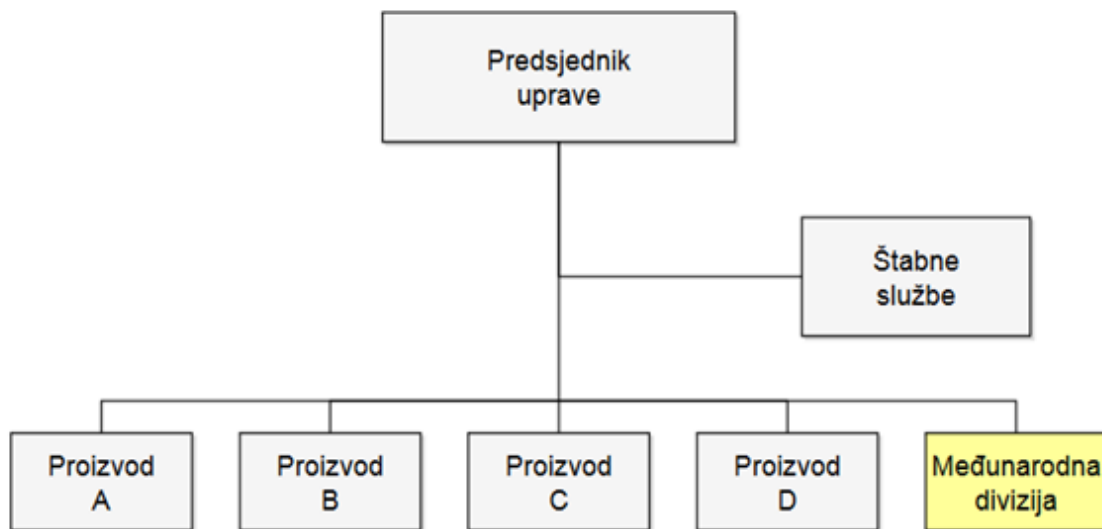 Predsjednik
uprave
Štabne
službe
Proizvod
A
Proizvod
B
Proizvod
C
Proizvod
D
Međunarodna
divizija